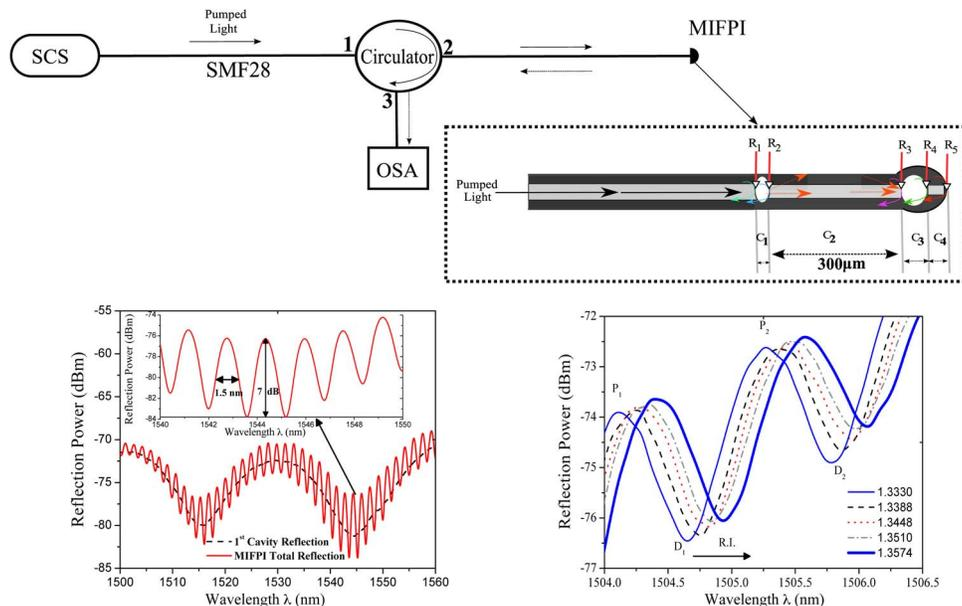 Pumped
Light
MIFPI
SCS
SMF28
1
Circulator
2
3
OSA
R1
R2
R3
R4
R5
Pumped
Light
C1
C2
C3
C4
300μm
-55
-60
-65
-70
-75
-80
-85
Reflection Power (dBm)
-74
-76
-78
-80
-82
-84
Reflection Power (dBm)
1.5 nm
7 dB
1540
1542
1544
1546
1548
1550
Wavelength λ (nm)
1st Cavity Reflection
MIFPI Total Reflection
1500
1510
1520
1530
1540
1550
1560
Wavelength λ (nm)
-72
-73
-74
-75
-76
-77
Reflection Power (dBm)
P1
P2
D1
D2
R.I.
1.3330
1.3388
1.3448
1.3510
1.3574
1504.0
1504.5
1505.0
1505.5
1506.0
1506.5
Wavelength λ (nm)